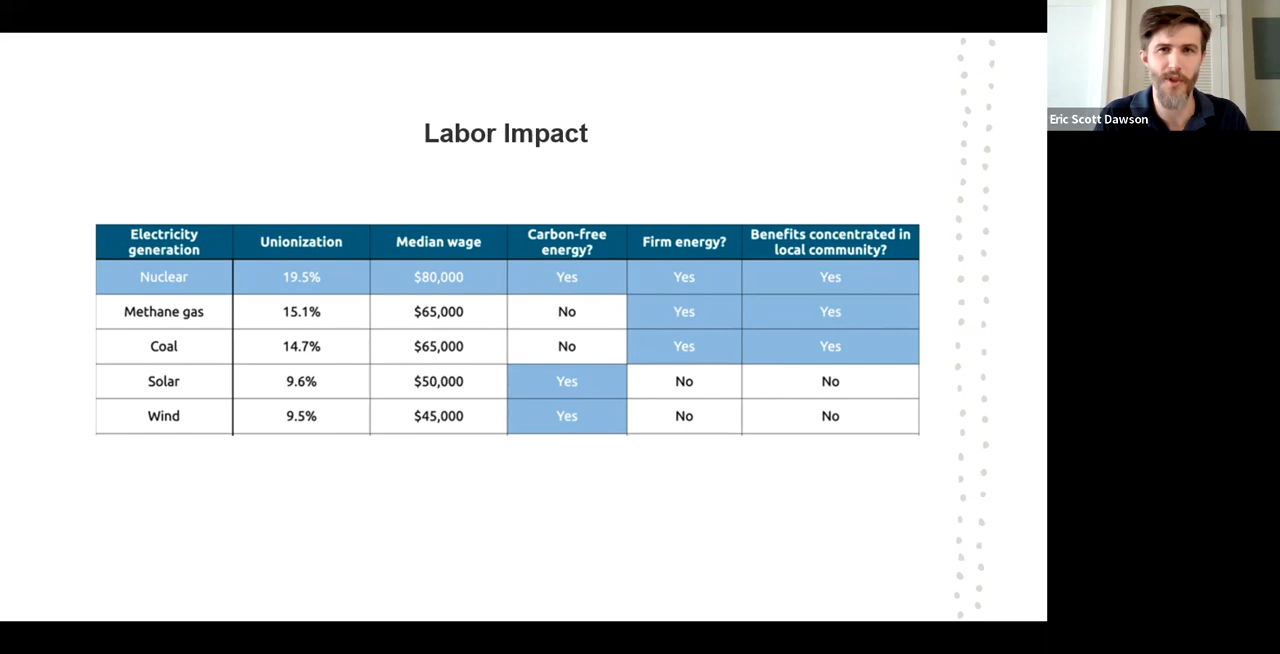 Labor Impact
Electricity generation Unionization Median wage Carbon-free energy? Firm energy? Benefits concentrated in local community?
Nuclear 19.5% $80,000 Yes Yes Yes
Methane gas 15.1% $65,000 No Yes Yes
Coal 14.7% $65,000 No Yes Yes
Solar 9.6% $50,000 Yes No No
Wind 9.5% $45,000 Yes No No
Eric Scott Dawson